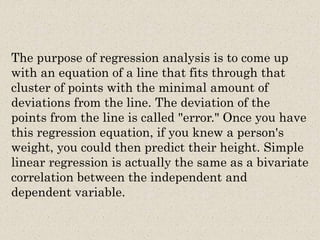 The purpose of regression analysis is to come up
with an equation of a line that fits through that
cluster of points with the minimal amount of
deviations from the line. The deviation of the
points from the line is called "error." Once you have
this regression equation, if you knew a person's
weight, you could then predict their height. Simple
linear regression is actually the same as a bivariate
correlation between the independent and
dependent variable.